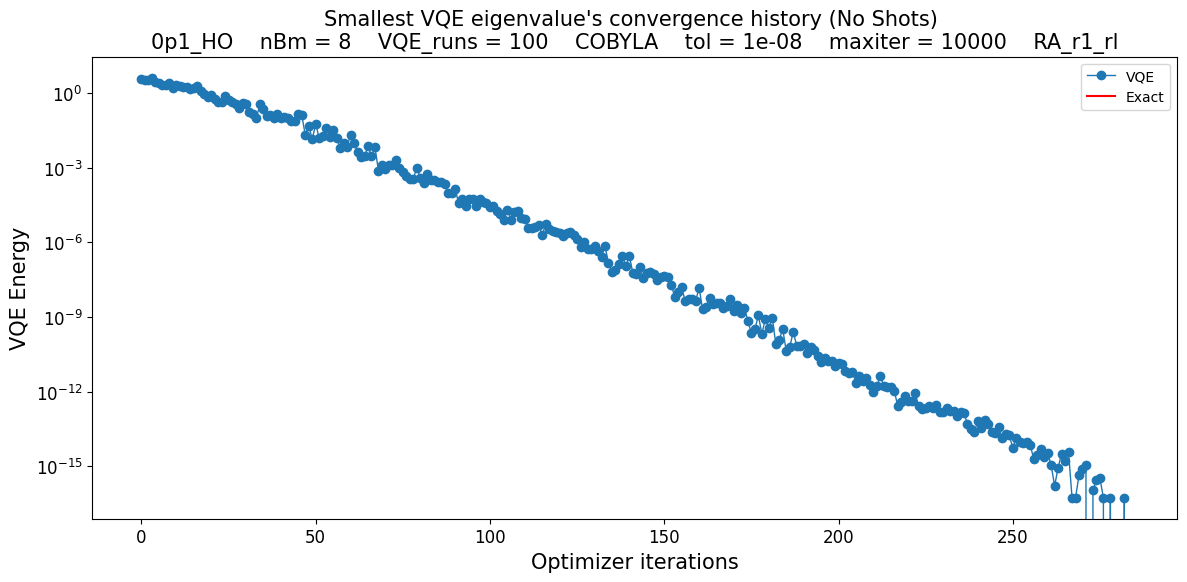 Smallest VQE eigenvalue's convergence history (No Shots)
0p1_HO    nBm = 8    VQE_runs = 100    COBYLA    tol = 1e-08    maxiter = 10000    RA_r1_rl
VQE
Exact
VQE Energy
10⁰
10⁻³
10⁻⁶
10⁻⁹
10⁻¹²
10⁻¹⁵
0 50 100 150 200 250
Optimizer iterations